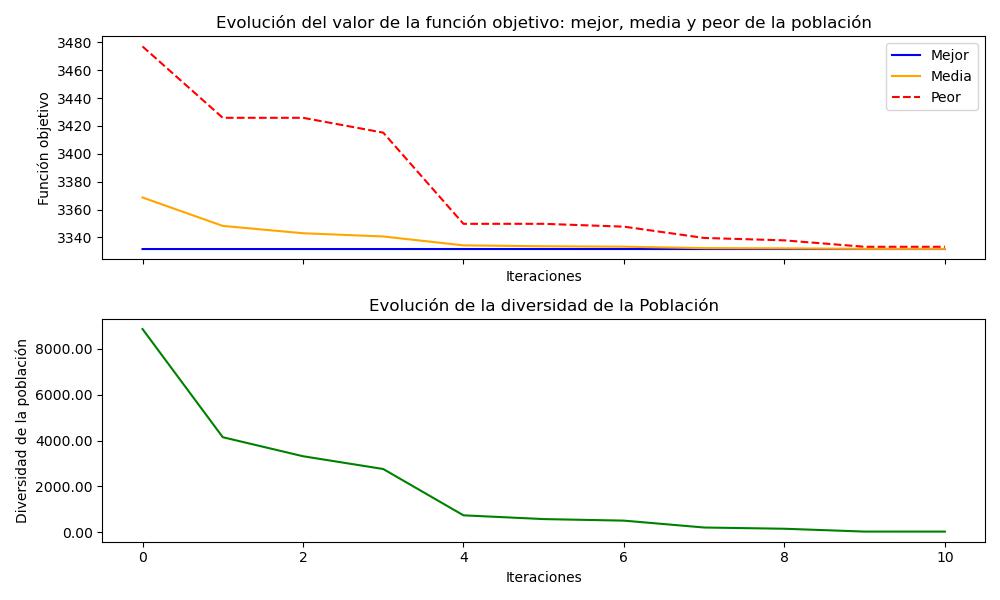 Evolución del valor de la función objetivo: mejor, media y peor de la población
3480
3460
3440
3420
3400
3380
3360
3340
Función objetivo
Mejor
Media
Peor
Iteraciones
Evolución de la diversidad de la Población
8000.00
6000.00
4000.00
2000.00
0.00
Diversidad de la población
0 2 4 6 8 10
Iteraciones